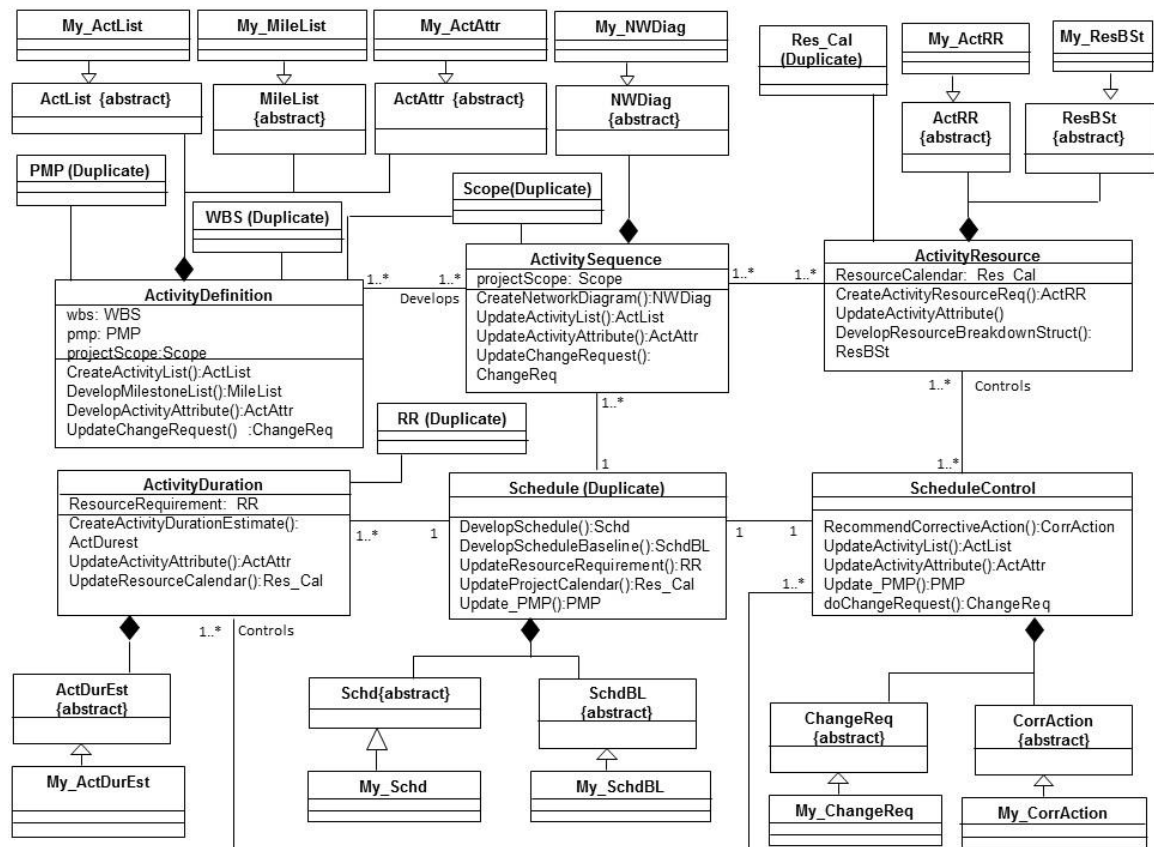 My_ActList
My_MileList
My_ActAttr
My_NWDiag
Res_Cal
(Duplicate)
My_ActRR
My_ResBSt
ActList {abstract}
MileList
{abstract}
ActAttr {abstract}
NWDiag
{abstract}
ActRR
{abstract}
ResBSt
{abstract}
PMP (Duplicate)
WBS (Duplicate)
Scope(Duplicate)
ActivityDefinition
wbs: WBS
pmp: PMP
projectScope:Scope
CreateActivityList():ActList
DevelopMilestoneList():MileList
DevelopActivityAttribute():ActAttr
UpdateChangeRequest() :ChangeReq
1..*
1..*
Develops
ActivitySequence
projectScope: Scope
CreateNetworkDiagram():NWDiag
UpdateActivityList():ActList
UpdateActivityAttribute():ActAttr
UpdateChangeRequest():
ChangeReq
1..*
1..*
ActivityResource
ResourceCalendar: Res_Cal
CreateActivityResourceReq():ActRR
UpdateActivityAttribute()
DevelopResourceBreakdownStruct():
ResBSt
1..*
Controls
1..*
1..*
1
RR (Duplicate)
ActivityDuration
ResourceRequirement: RR
CreateActivityDurationEstimate():
ActDurest
UpdateActivityAttribute():ActAttr
UpdateResourceCalendar():Res_Cal
1..*
1
Schedule (Duplicate)
DevelopSchedule():Schd
DevelopScheduleBaseline():SchdBL
UpdateResourceRequirement():RR
UpdateProjectCalendar():Res_Cal
Update_PMP():PMP
1
1
ScheduleControl
RecommendCorrectiveAction():CorrAction
UpdateActivityList():ActList
UpdateActivityAttribute():ActAttr
Update_PMP():PMP
doChangeRequest():ChangeReq
1..*
1..*
Controls
ActDurEst
{abstract}
My_ActDurEst
Schd{abstract}
My_Schd
SchdBL
{abstract}
My_SchdBL
ChangeReq
{abstract}
My_ChangeReq
CorrAction
{abstract}
My_CorrAction